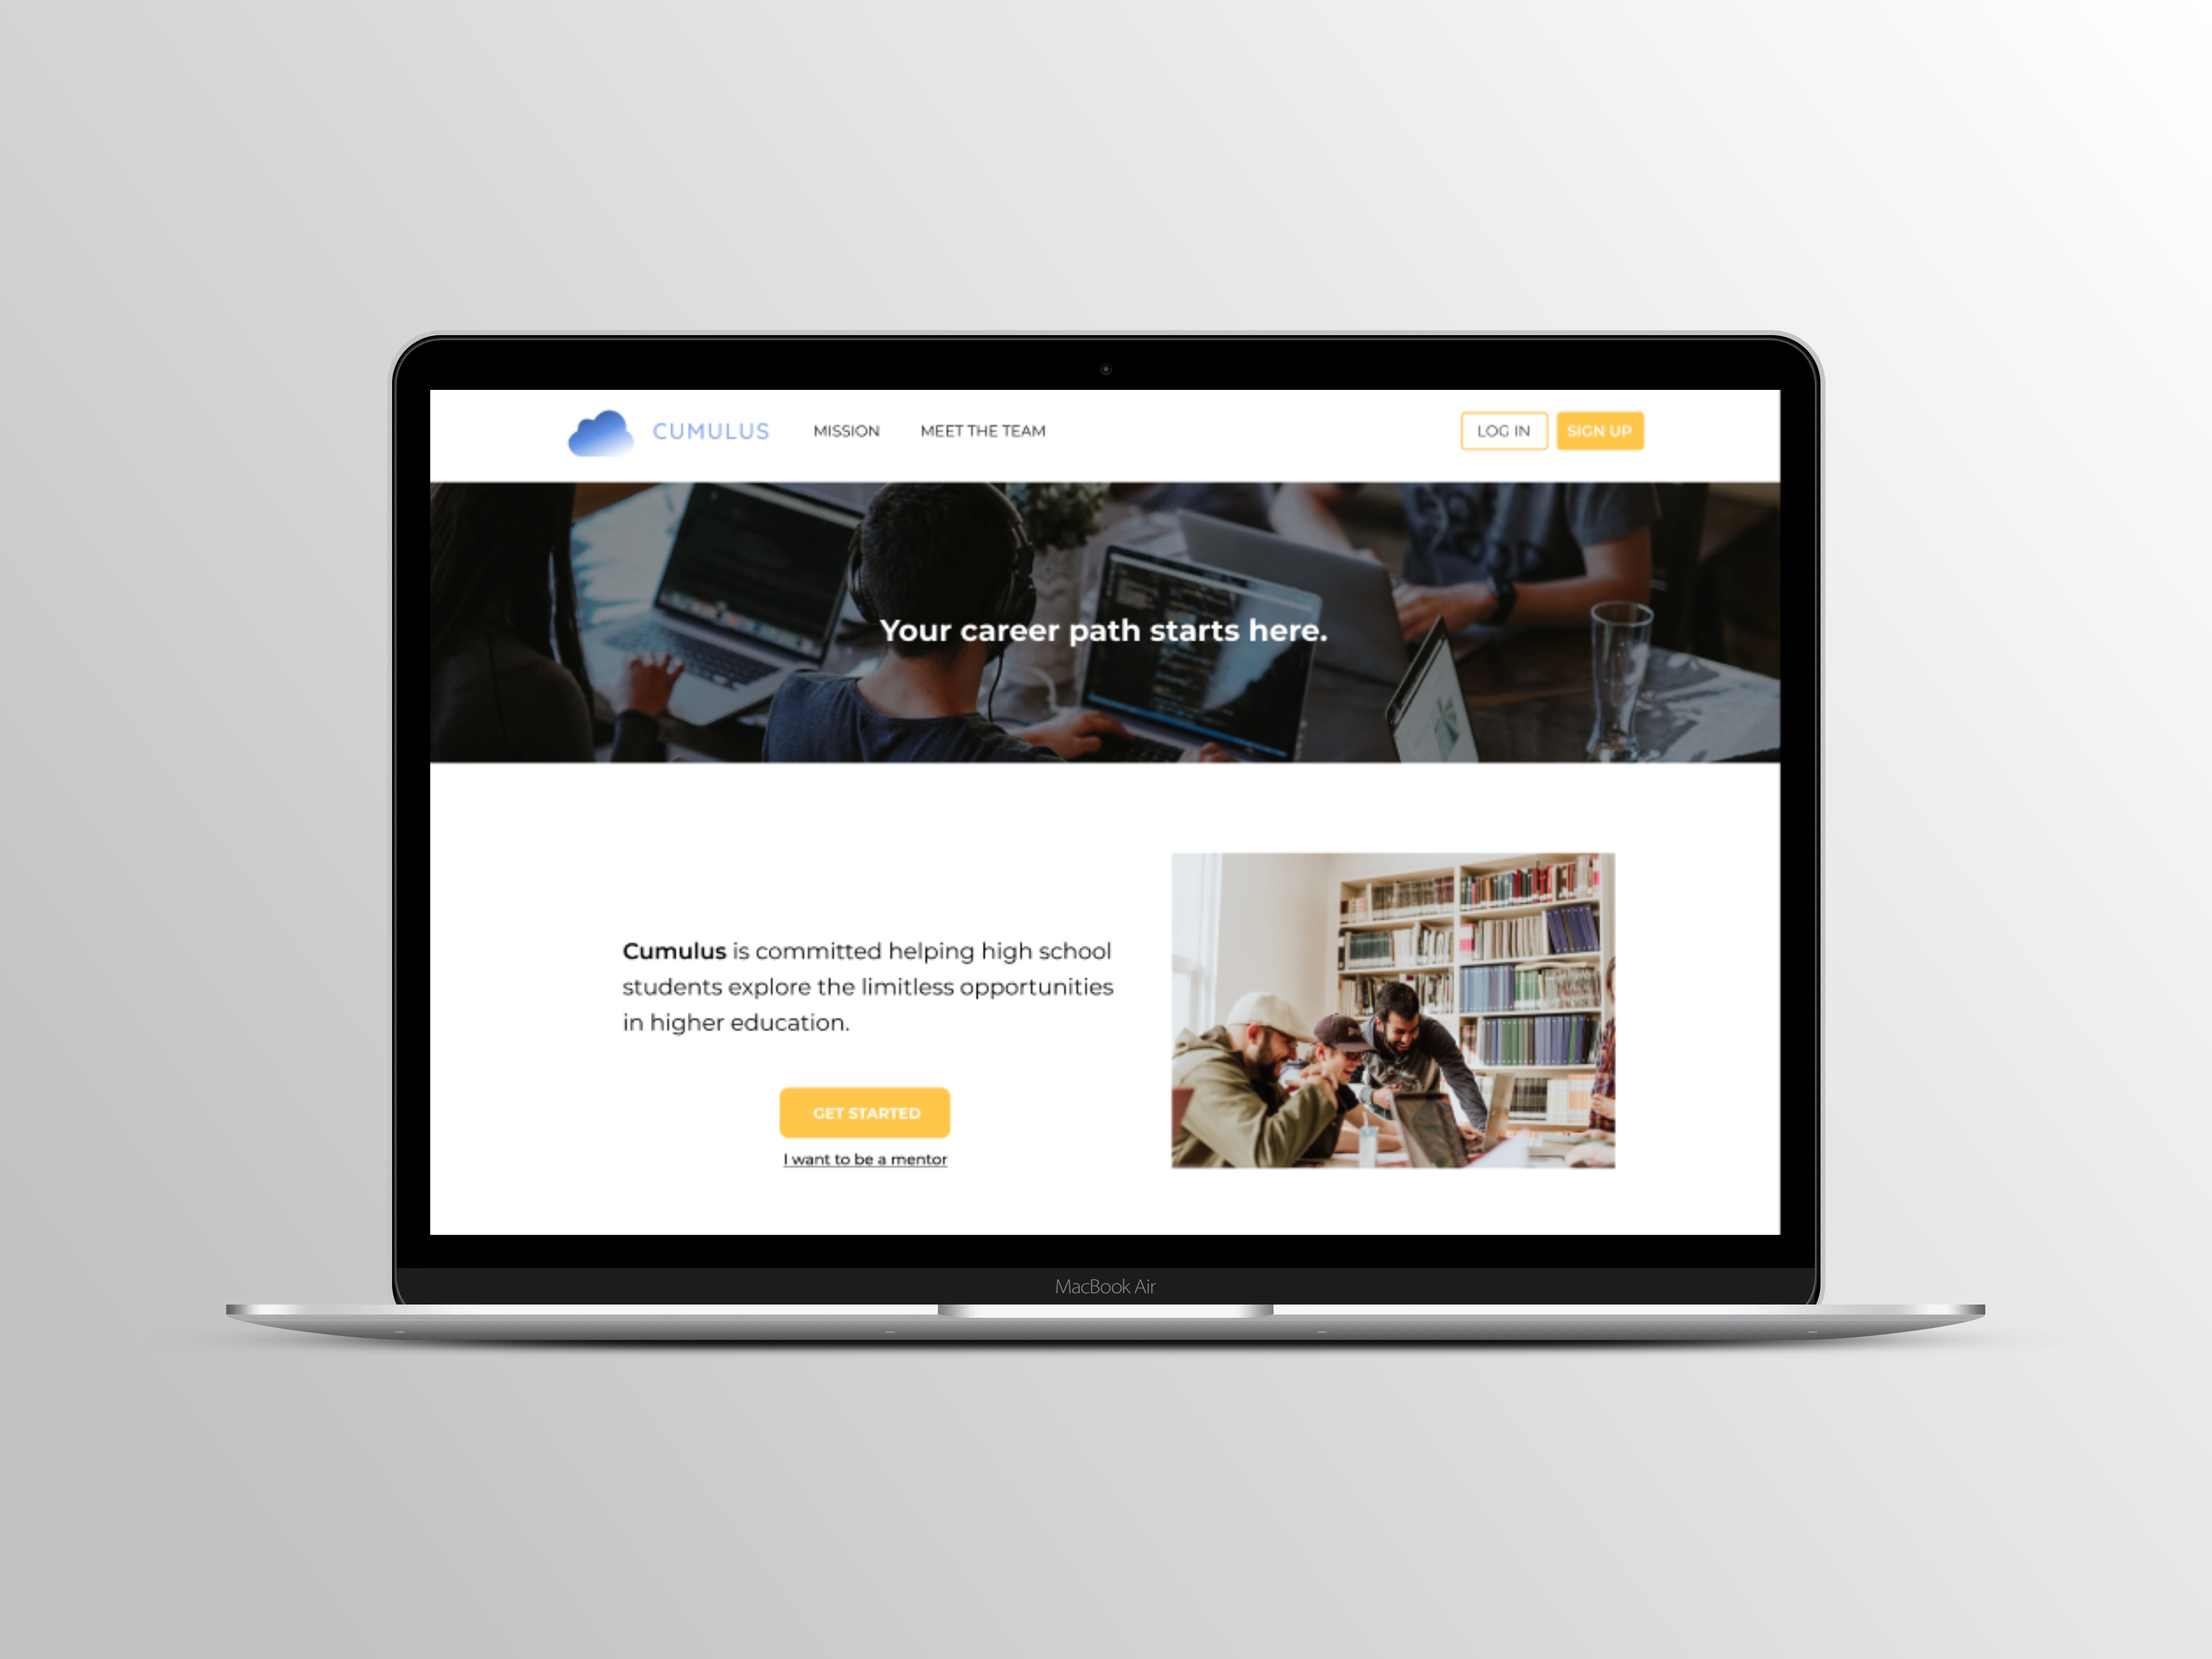 CUMULUS MISSION MEET THE TEAM LOG IN SIGN UP
Your career path starts here.
Cumulus is committed helping high school
students explore the limitless opportunities
in higher education.
GET STARTED
I want to be a mentor
MacBook Air